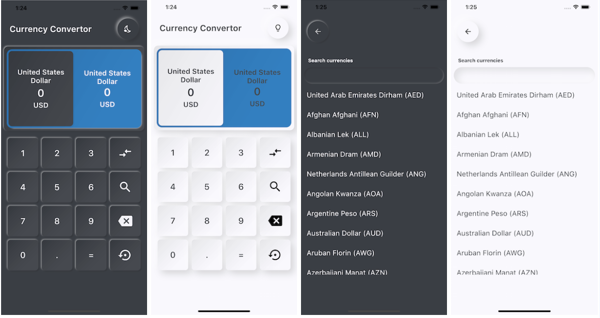 1:24
Currency Convertor
United States United States
Dollar Dollar
0 0
USD USD
1 2 3
4 5 6
7 8 9
0 . =
1:24
Currency Convertor
United States United States
Dollar Dollar
0 0
USD USD
1 2 3
4 5 6
7 8 9
0 . =
1:25
Search currencies
United Arab Emirates Dirham (AED)
Afghan Afghani (AFN)
Albanian Lek (ALL)
Armenian Dram (AMD)
Netherlands Antillean Guilder (ANG)
Angolan Kwanza (AOA)
Argentine Peso (ARS)
Australian Dollar (AUD)
Aruban Florin (AWG)
Azerbaijani Manat (AZN)
1:25
Search currencies
United Arab Emirates Dirham (AED)
Afghan Afghani (AFN)
Albanian Lek (ALL)
Armenian Dram (AMD)
Netherlands Antillean Guilder (ANG)
Angolan Kwanza (AOA)
Argentine Peso (ARS)
Australian Dollar (AUD)
Aruban Florin (AWG)
Azerbaijani Manat (AZN)